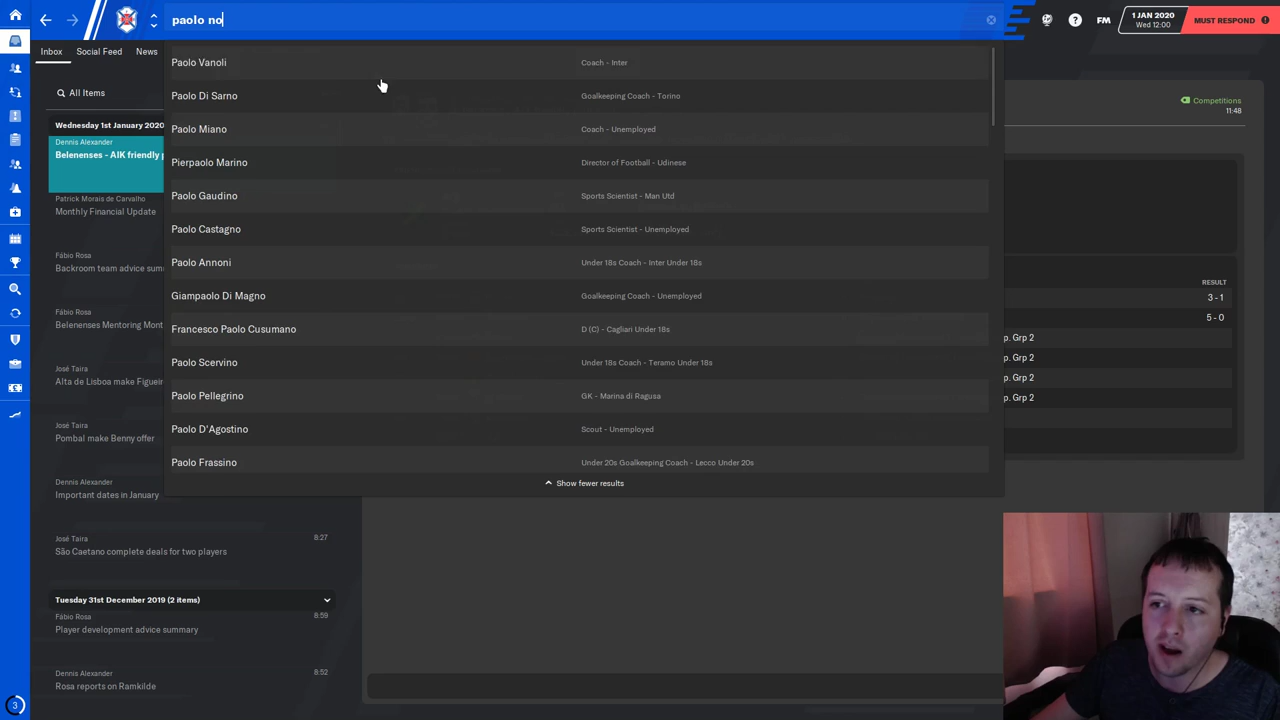 paolo no
FM
1 JAN 2020
Wed 12:00
MUST RESPOND
Inbox
Social Feed
News
All Items
Wednesday 1st January 2020
Dennis Alexander
Belenenses - AIK friendly
Patrick Morais de Carvalho
Monthly Financial Update
Fábio Rosa
Backroom team advice sum
Fábio Rosa
Belenenses Mentoring Mont
José Taira
Alta de Lisboa make Figueir
José Taira
Pombal make Benny offer
Dennis Alexander
Important dates in January
José Taira
8:27
São Caetano complete deals for two players
Tuesday 31st December 2019 (2 items)
Fábio Rosa
8:59
Player development advice summary
Dennis Alexander
8:52
Rosa reports on Ramkilde
3
Paolo Vanoli
Coach - Inter
Paolo Di Sarno
Goalkeeping Coach - Torino
Paolo Miano
Coach - Unemployed
Pierpaolo Marino
Director of Football - Udinese
Paolo Gaudino
Sports Scientist - Man Utd
Paolo Castagno
Sports Scientist - Unemployed
Paolo Annoni
Under 18s Coach - Inter Under 18s
Giampaolo Di Magno
Goalkeeping Coach - Unemployed
Francesco Paolo Cusumano
D (C) - Cagliari Under 18s
Paolo Scervino
Under 18s Coach - Teramo Under 18s
Paolo Pellegrino
GK - Marina di Ragusa
Paolo D'Agostino
Scout - Unemployed
Paolo Frassino
Under 20s Goalkeeping Coach - Lecco Under 20s
Show fewer results
Competitions
11:48
RESULT
3 - 1
5 - 0
p. Grp 2
p. Grp 2
p. Grp 2
p. Grp 2